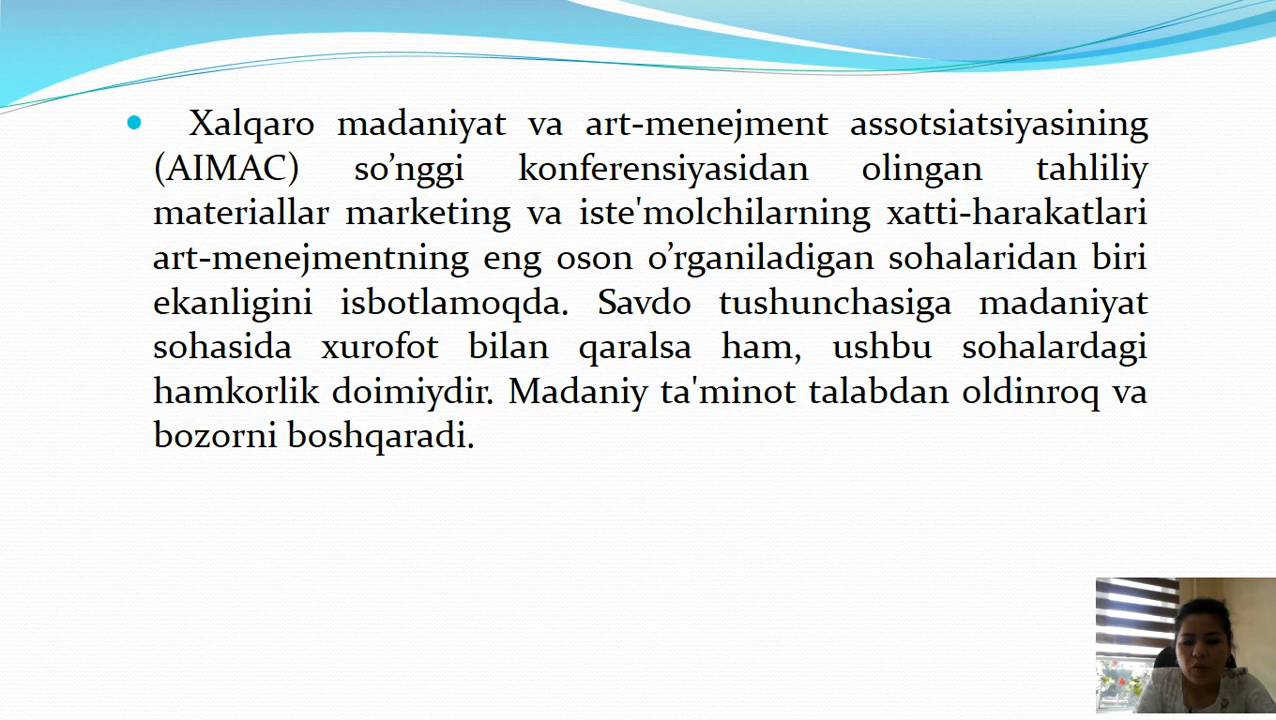 Xalqaro madaniyat va art-menejment assotsiatsiyasining
(AIMAC) so’nggi konferensiyasidan olingan tahliliy
materiallar marketing va iste'molchilarning xatti-harakatlari
art-menejmentning eng oson o’rganiladigan sohalaridan biri
ekanligini isbotlamoqda. Savdo tushunchasiga madaniyat
sohasida xurofot bilan qaralsa ham, ushbu sohalardagi
hamkorlik doimiydir. Madaniy ta'minot talabdan oldinroq va
bozorni boshqaradi.